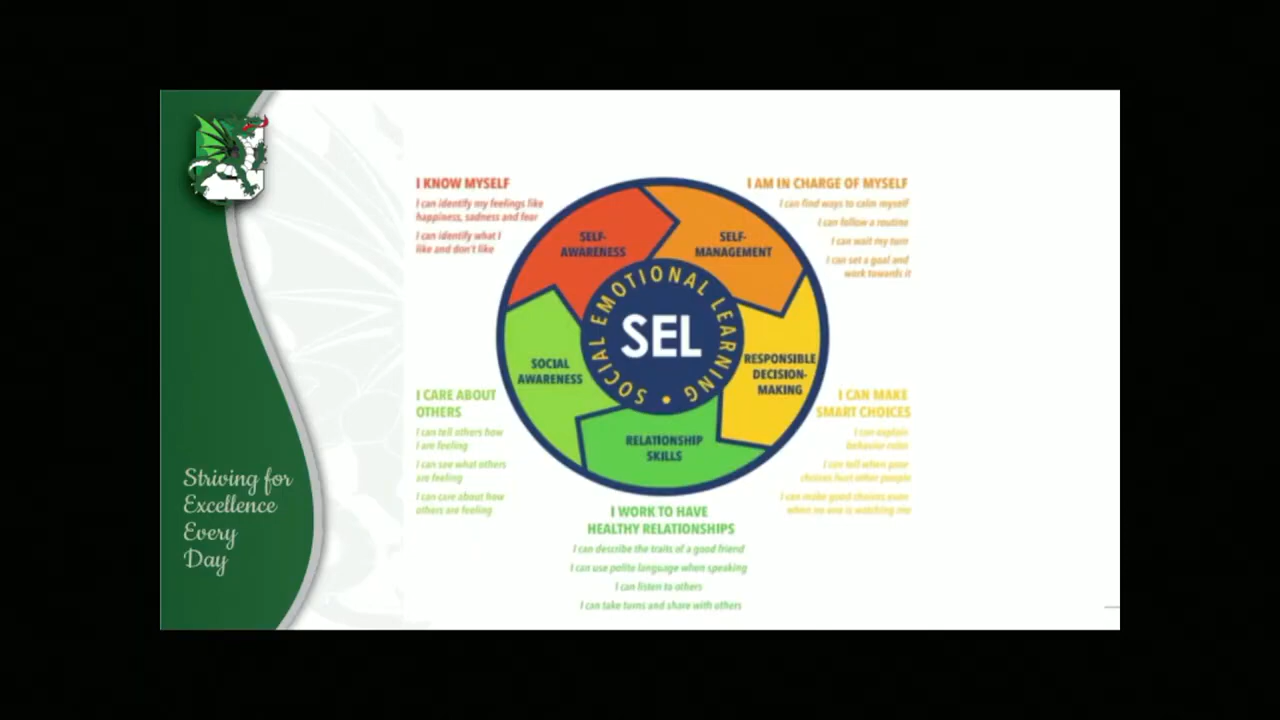 I KNOW MYSELF
I can identify my feelings like
happiness, sadness and fear
I can identify what I
like and don't like
I AM IN CHARGE OF MYSELF
I can find ways to calm myself
I can follow a routine
I can wait my turn
I can set a goal and
work towards it
SELF-
AWARENESS
SELF-
MANAGEMENT
SOCIAL EMOTIONAL LEARNING •
SEL
SOCIAL
AWARENESS
RESPONSIBLE
DECISION-
MAKING
RELATIONSHIP
SKILLS
I CARE ABOUT
OTHERS
I can tell others how
I are feeling
I can see what others
are feeling
I can care about how
others are feeling
I CAN MAKE
SMART CHOICES
I can explain
behavior rules
I can tell when poor
choices hurt other people
I can make good choices even
when no one is watching me
I WORK TO HAVE
HEALTHY RELATIONSHIPS
I can describe the traits of a good friend
I can use polite language when speaking
I can listen to others
I can take turns and share with others
Striving for
Excellence
Every
Day